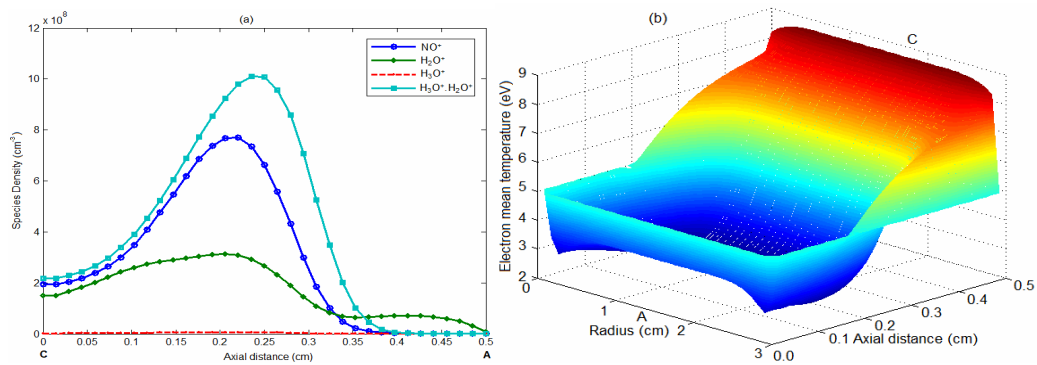 (a)
x 10⁸
12
10
8
6
4
2
0
Species Density (cm⁻³)
NO⁺
H₂O⁺
H₃O⁺
H₃O⁺.H₂O⁺
0 0.05 0.1 0.15 0.2 0.25 0.3 0.35 0.4 0.45 0.5
C Axial distance (cm) A
(b)
C
9
8
7
6
5
4
3
2
Electron mean temperature (eV)
0
1
2
3
A
Radius (cm)
0.0
0.1
0.2
0.3
0.4
0.5
Axial distance (cm)